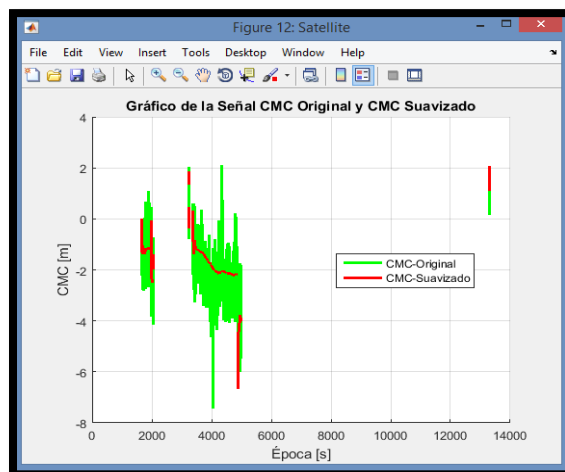 Figure 12: Satellite
File Edit View Insert Tools Desktop Window Help
Gráfico de la Señal CMC Original y CMC Suavizado
4
2
0
-2
-4
-6
-8
CMC [m]
CMC-Original
CMC-Suavizado
0 2000 4000 6000 8000 10000 12000 14000
Época [s]